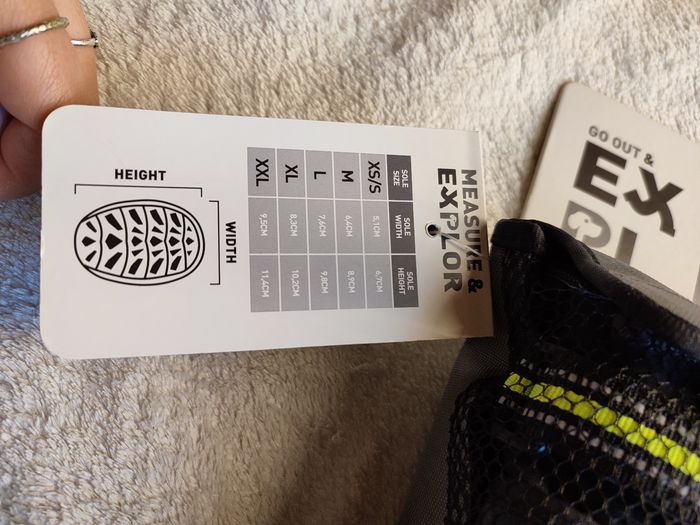 MEASURE &
EXPLOR
SOLE SIZE SOLE WIDTH SOLE HEIGHT
XS/S 5,1CM 6,7CM
M 6,4CM 8,9CM
L 7,6CM 9,8CM
XL 8,3CM 10,2CM
XXL 9,5CM 11,4CM
HEIGHT
WIDTH
GO OUT &
EX